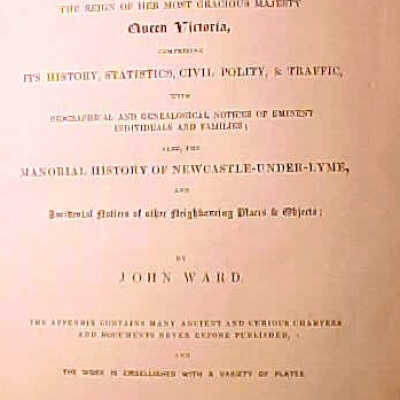 THE REIGN OF HER MOST GRACIOUS MAJESTY
Queen Victoria,
COMPRISING
ITS HISTORY, STATISTICS, CIVIL POLITY, & TRAFFIC,
WITH
BIOGRAPHICAL AND GENEALOGICAL NOTICES OF EMINENT
INDIVIDUALS AND FAMILIES;
ALSO, THE
MANORIAL HISTORY OF NEWCASTLE-UNDER-LYME,
AND
Incidental Notices of other Neighbouring Places & Objects;
BY
JOHN WARD.
THE APPENDIX CONTAINS MANY ANCIENT AND CURIOUS CHARTERS
AND DOCUMENTS NEVER BEFORE PUBLISHED,
AND
THE WORK IS EMBELLISHED WITH A VARIETY OF PLATES